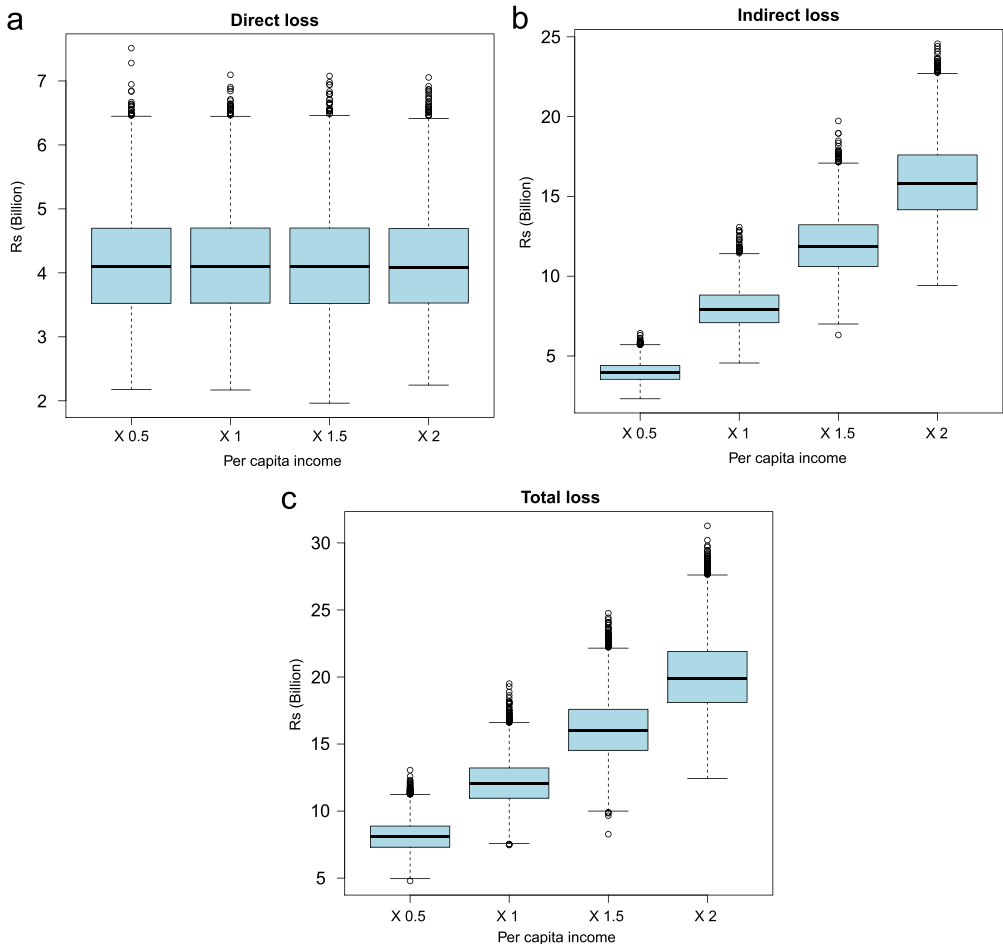 a
Direct loss
Rs (Billion)
7
6
5
4
3
2
X 0.5 X 1 X 1.5 X 2
Per capita income
b
Indirect loss
Rs (Billion)
25
20
15
10
5
X 0.5 X 1 X 1.5 X 2
Per capita income
c
Total loss
Rs (Billion)
30
25
20
15
10
5
X 0.5 X 1 X 1.5 X 2
Per capita income